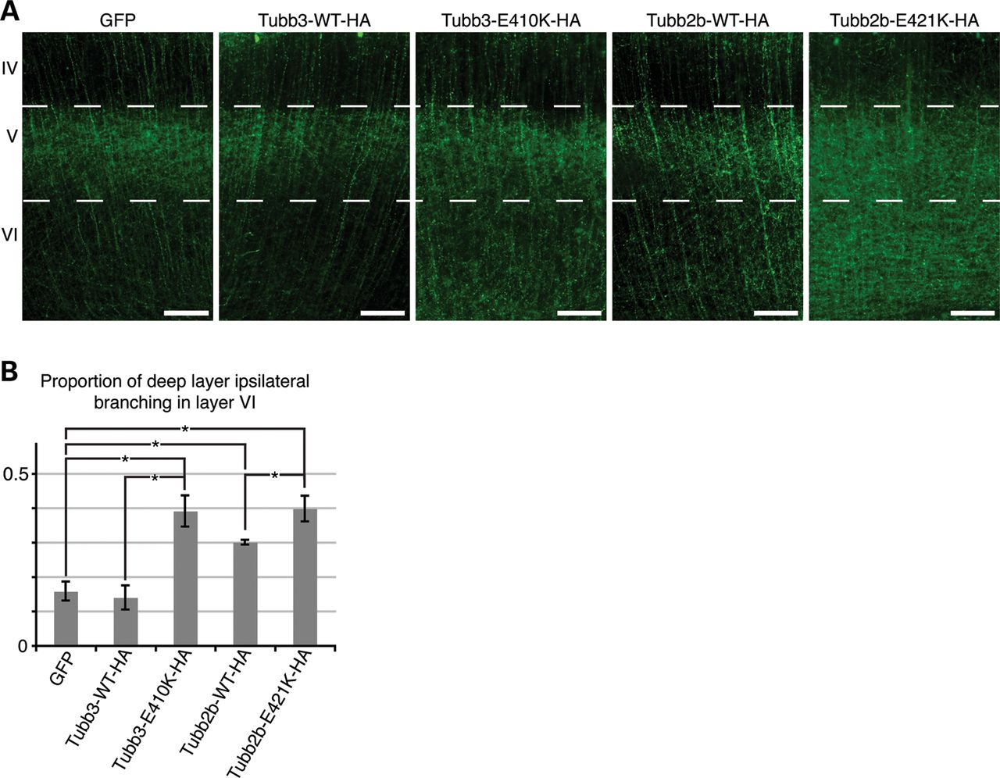 A
GFP
Tubb3-WT-HA
Tubb3-E410K-HA
Tubb2b-WT-HA
Tubb2b-E421K-HA
IV
V
VI
B
Proportion of deep layer ipsilateral
branching in layer VI
*
*
*
*
*
0.5
0
GFP
Tubb3-WT-HA
Tubb3-E410K-HA
Tubb2b-WT-HA
Tubb2b-E421K-HA